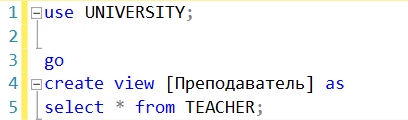 1 use UNIVERSITY;
2
3 go
4 create view [Преподаватель] as
5 select * from TEACHER;